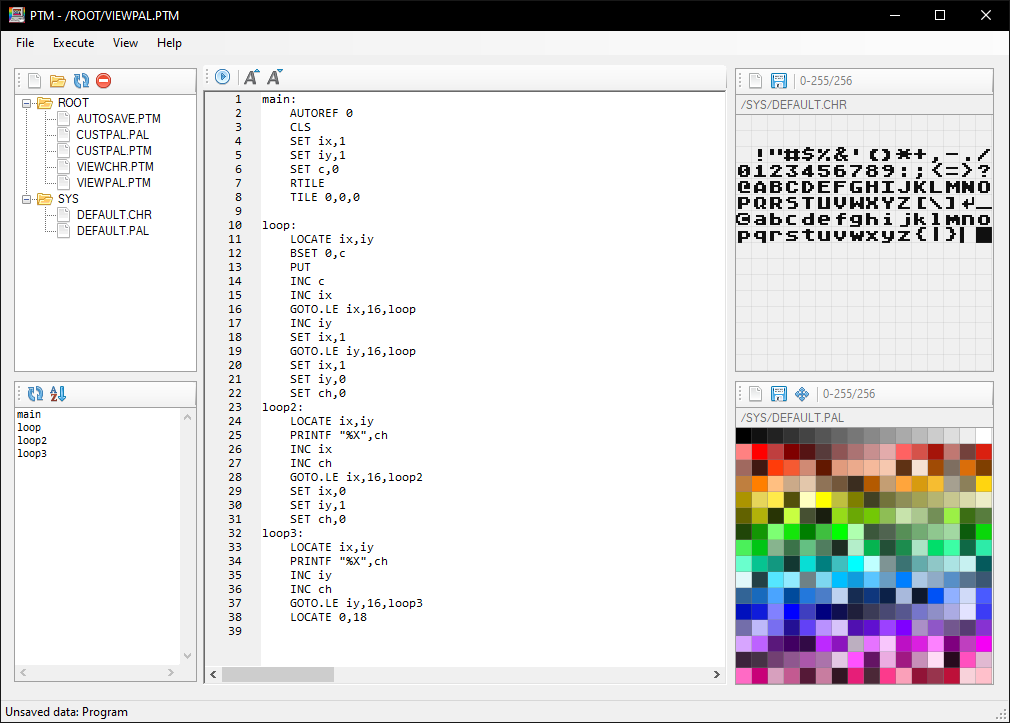 PTM - /ROOT/VIEWPAL.PTM
File Execute View Help
ROOT
AUTOSAVE.PTM
CUSTPAL.PAL
CUSTPAL.PTM
VIEWCHR.PTM
VIEWPAL.PTM
SYS
DEFAULT.CHR
DEFAULT.PAL
main
loop
loop2
loop3
1 main:
2 AUTOREF 0
3 CLS
4 SET ix,1
5 SET iy,1
6 SET c,0
7 RTILE
8 TILE 0,0,0
9
10 loop:
11 LOCATE ix,iy
12 BSET 0,c
13 PUT
14 INC c
15 INC ix
16 GOTO.LE ix,16,loop
17 INC iy
18 SET ix,1
19 GOTO.LE iy,16,loop
20 SET ix,1
21 SET iy,0
22 SET ch,0
23 loop2:
24 LOCATE ix,iy
25 PRINTF "%X",ch
26 INC ix
27 INC ch
28 GOTO.LE ix,16,loop2
29 SET ix,0
30 SET iy,1
31 SET ch,0
32 loop3:
33 LOCATE ix,iy
34 PRINTF "%X",ch
35 INC iy
36 INC ch
37 GOTO.LE iy,16,loop3
38 LOCATE 0,18
39
0-255/256
/SYS/DEFAULT.CHR
!"#$%&'()*+,-./
0123456789:;<=>?
@ABCDEFGHIJKLMNO
PQRSTUVWXYZ[\]↵_
@abcdefghijklmno
pqrstuvwxyz{|}
0-255/256
/SYS/DEFAULT.PAL
Unsaved data: Program